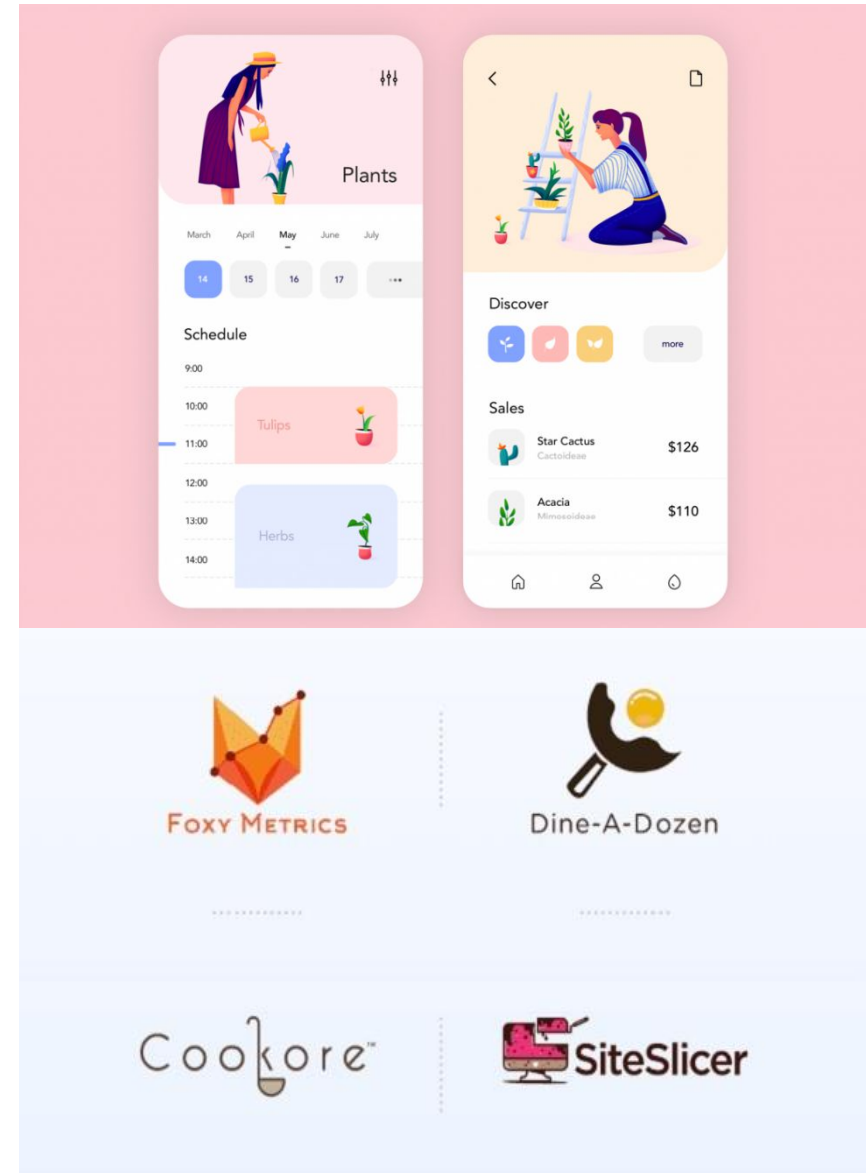 Plants
March April May June July
14 15 16 17
Schedule
9:00
10:00
Tulips
11:00
12:00
13:00
Herbs
14:00
Discover
more
Sales
Star Cactus
Cactoideae
$126
Acacia
Mimosoideae
$110
FOXY METRICS
Dine-A-Dozen
Cookore™
SiteSlicer